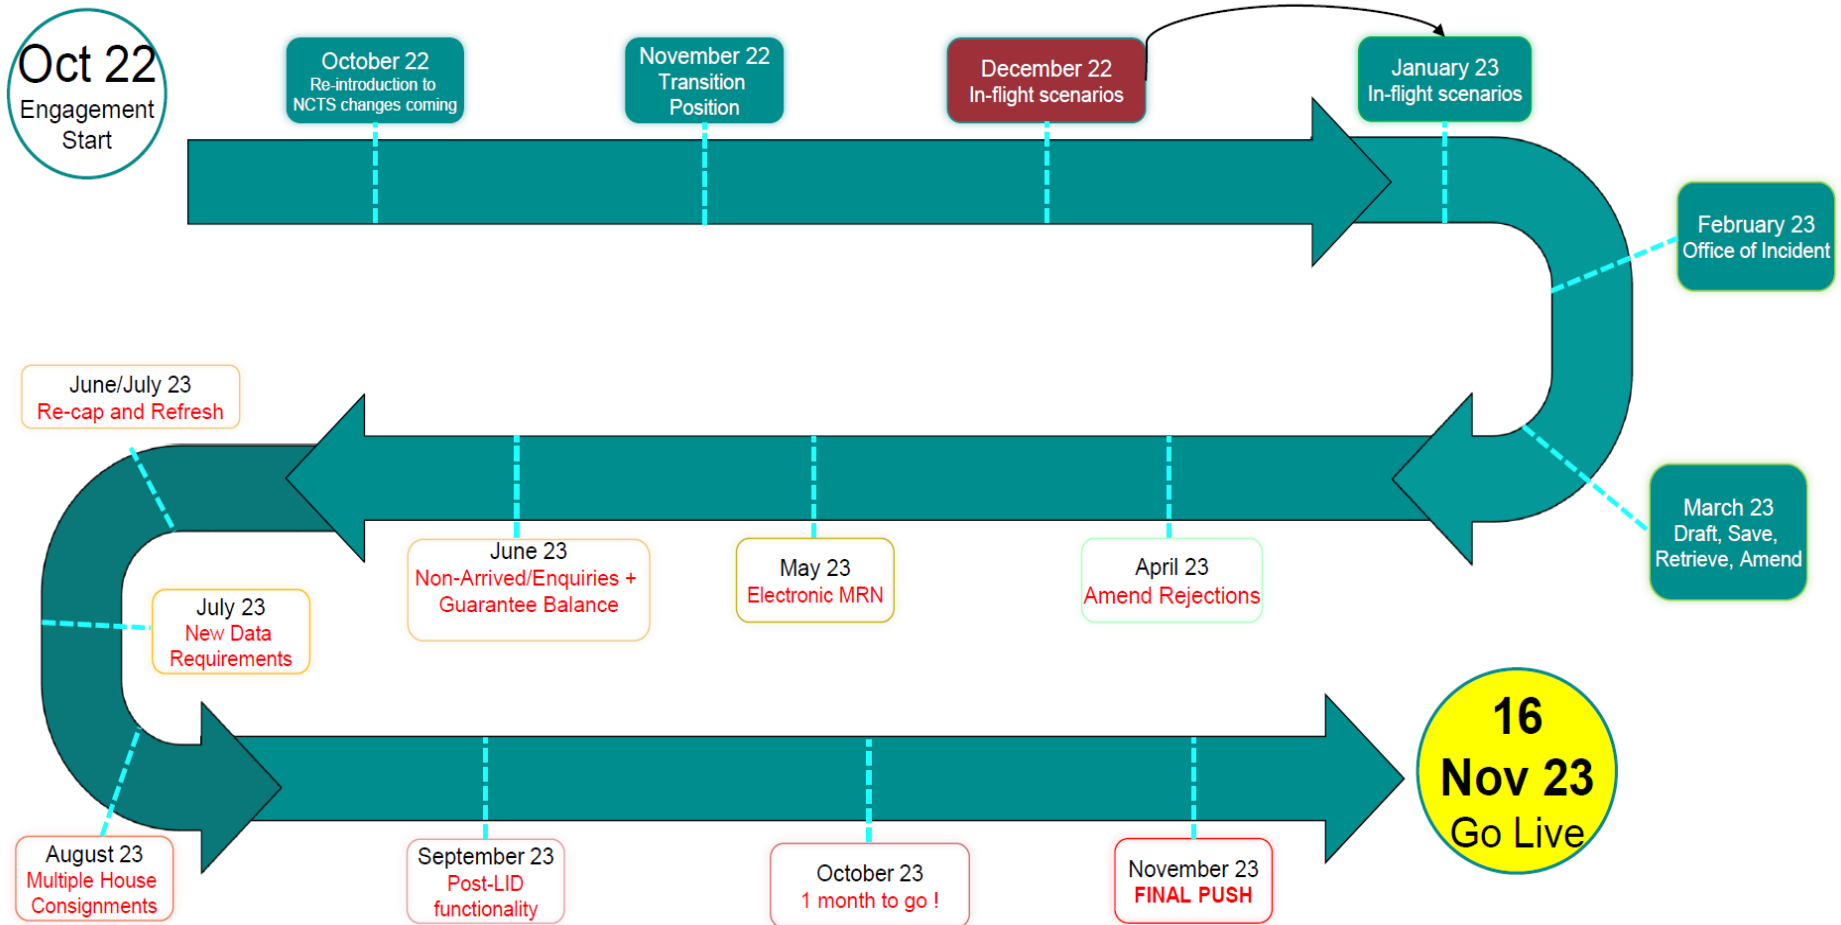 Oct 22
Engagement
Start
October 22
Re-introduction to
NCTS changes coming
November 22
Transition
Position
December 22
In-flight scenarios
January 23
In-flight scenarios
February 23
Office of Incident
March 23
Draft, Save,
Retrieve, Amend
April 23
Amend Rejections
May 23
Electronic MRN
June 23
Non-Arrived/Enquiries +
Guarantee Balance
June/July 23
Re-cap and Refresh
July 23
New Data
Requirements
August 23
Multiple House
Consignments
September 23
Post-LID
functionality
October 23
1 month to go !
November 23
FINAL PUSH
16
Nov 23
Go Live